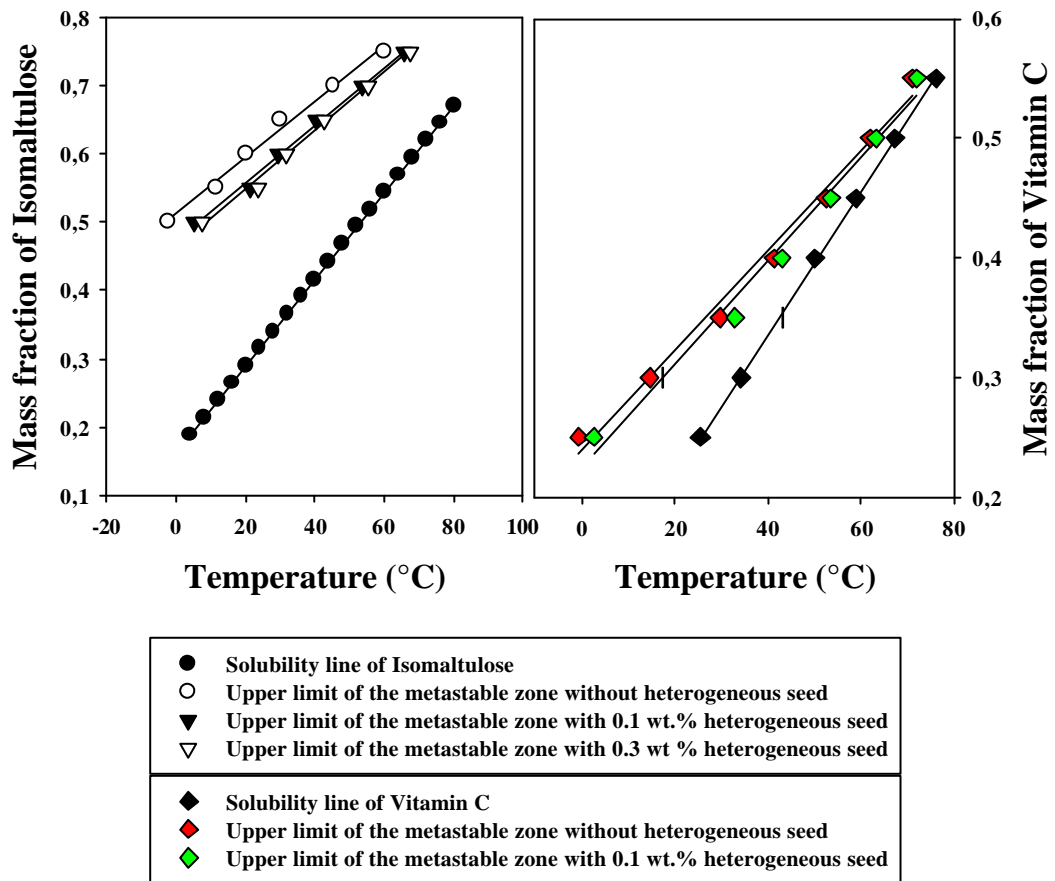 Mass fraction of Isomaltulose
0,8
0,7
0,6
0,5
0,4
0,3
0,2
0,1
-20
0
20
40
60
80
100
Temperature (°C)
0
20
40
60
80
Temperature (°C)
0,6
0,5
0,4
0,3
0,2
Mass fraction of Vitamin C
Solubility line of Isomaltulose
Upper limit of the metastable zone without heterogeneous seed
Upper limit of the metastable zone with 0.1 wt.% heterogeneous seed
Upper limit of the metastable zone with 0.3 wt % heterogeneous seed
Solubility line of Vitamin C
Upper limit of the metastable zone without heterogeneous seed
Upper limit of the metastable zone with 0.1 wt.% heterogeneous seed